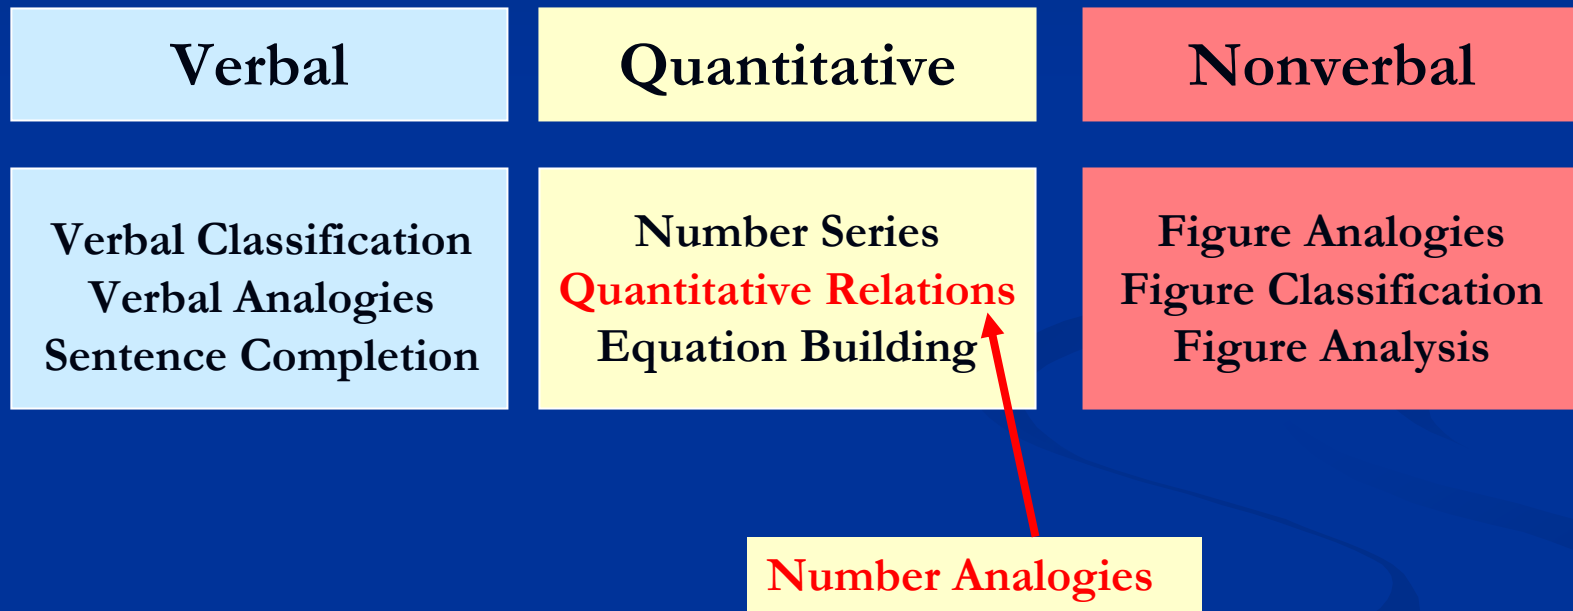 Verbal
Quantitative
Nonverbal
Verbal Classification
Verbal Analogies
Sentence Completion
Number Series
Quantitative Relations
Equation Building
Figure Analogies
Figure Classification
Figure Analysis
Number Analogies